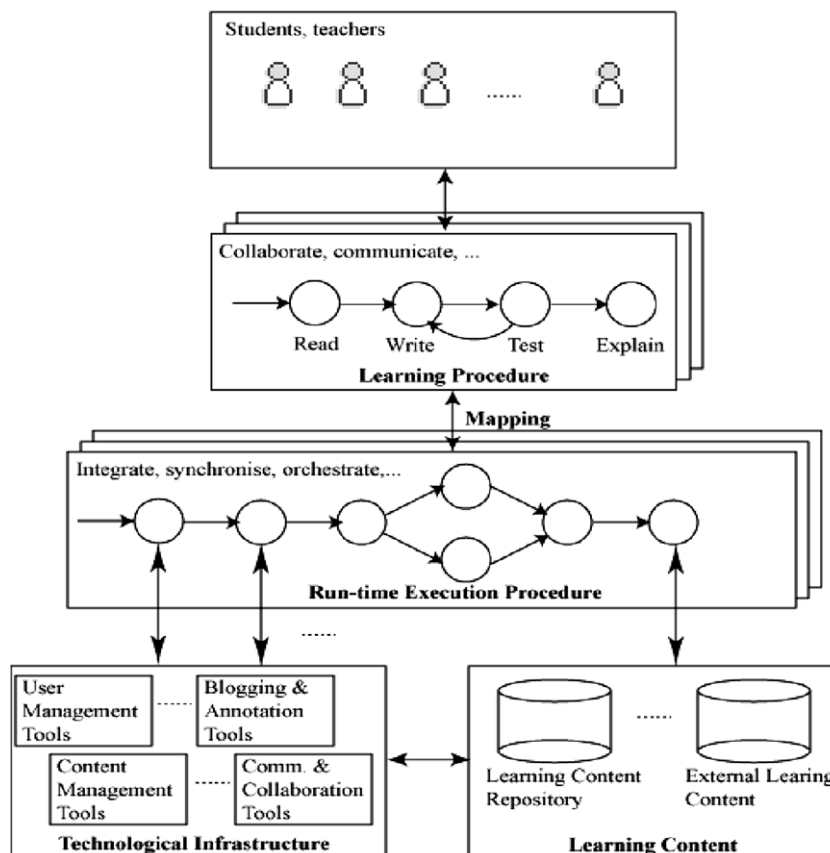 Students, teachers
Collaborate, communicate, ...
Read
Write
Test
Explain
Learning Procedure
Mapping
Integrate, synchronise, orchestrate,...
Run-time Execution Procedure
User
Management
Tools
Blogging &
Annotation
Tools
Content
Management
Tools
Comm. &
Collaboration
Tools
Technological Infrastructure
Learning Content
Repository
External Learing
Content
Learning Content